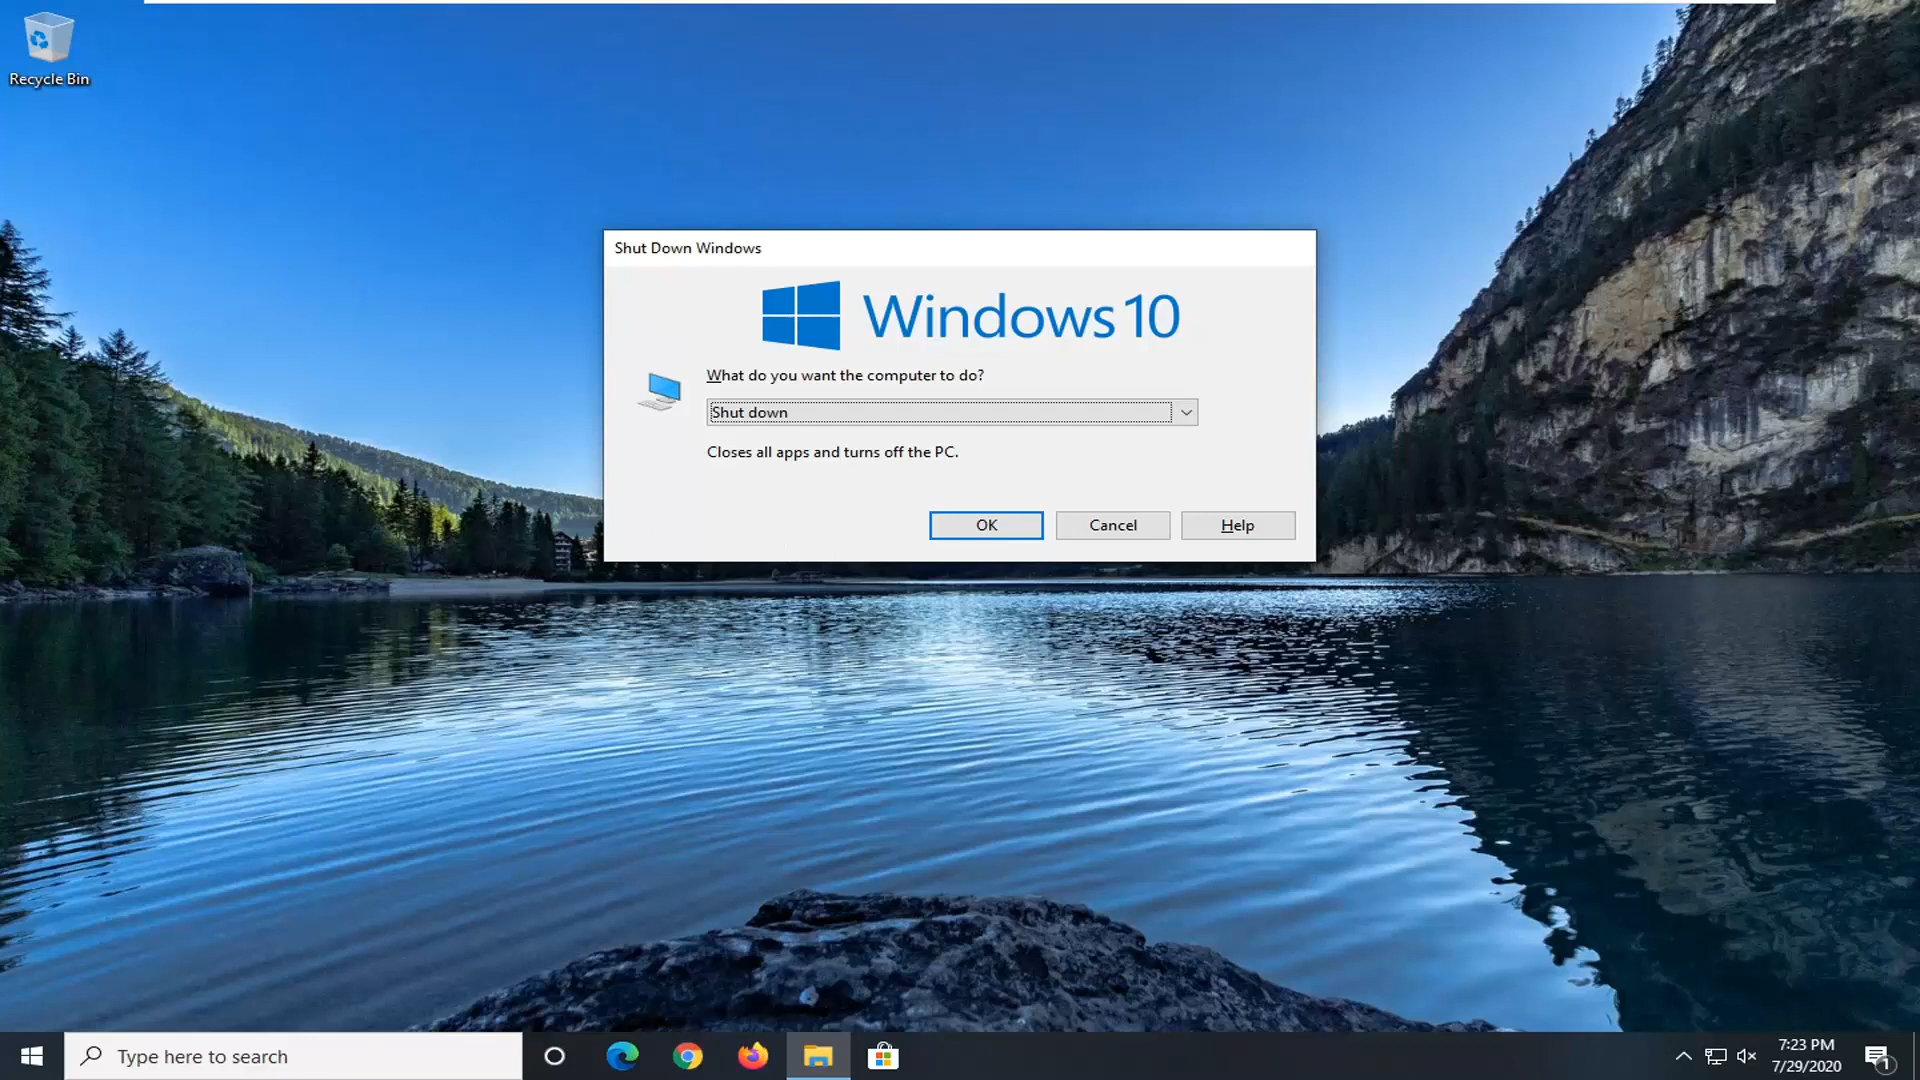 Recycle Bin
Shut Down Windows
Windows 10
What do you want the computer to do?
Shut down
Closes all apps and turns off the PC.
OK
Cancel
Help
Type here to search
7:23 PM
7/29/2020
1